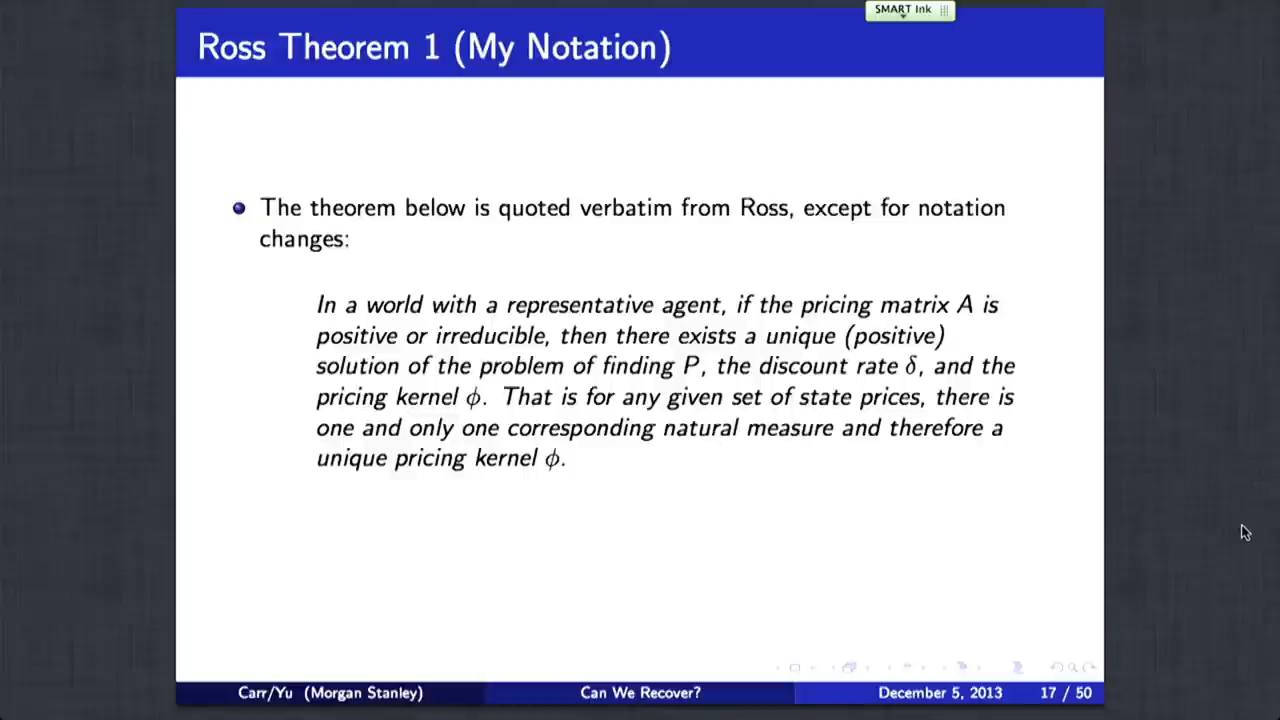 SMART Ink
Ross Theorem 1 (My Notation)
The theorem below is quoted verbatim from Ross, except for notation
changes:
In a world with a representative agent, if the pricing matrix A is
positive or irreducible, then there exists a unique (positive)
solution of the problem of finding P, the discount rate δ, and the
pricing kernel ϕ. That is for any given set of state prices, there is
one and only one corresponding natural measure and therefore a
unique pricing kernel ϕ.
Carr/Yu (Morgan Stanley) Can We Recover? December 5, 2013 17 / 50